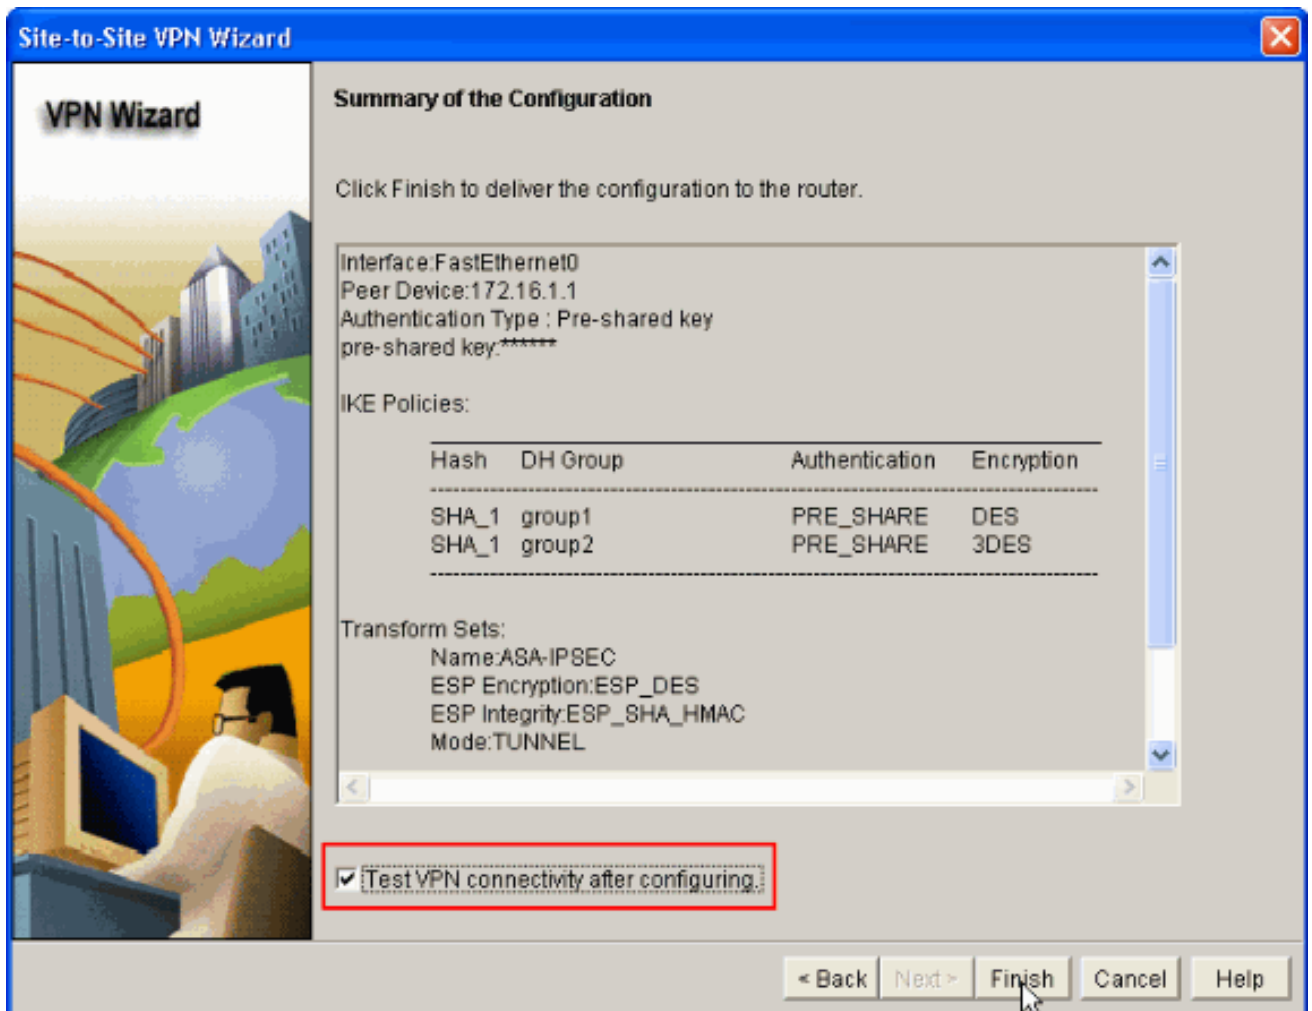 Site-to-Site VPN Wizard
VPN Wizard
Summary of the Configuration
Click Finish to deliver the configuration to the router.
Interface:FastEthernet0
Peer Device:172.16.1.1
Authentication Type : Pre-shared key
pre-shared key:******
IKE Policies:
Hash DH Group Authentication Encryption
SHA_1 group1 PRE_SHARE DES
SHA_1 group2 PRE_SHARE 3DES
Transform Sets:
Name:ASA-IPSEC
ESP Encryption:ESP_DES
ESP Integrity:ESP_SHA_HMAC
Mode:TUNNEL
Test VPN connectivity after configuring.
< Back Next > Finish Cancel Help